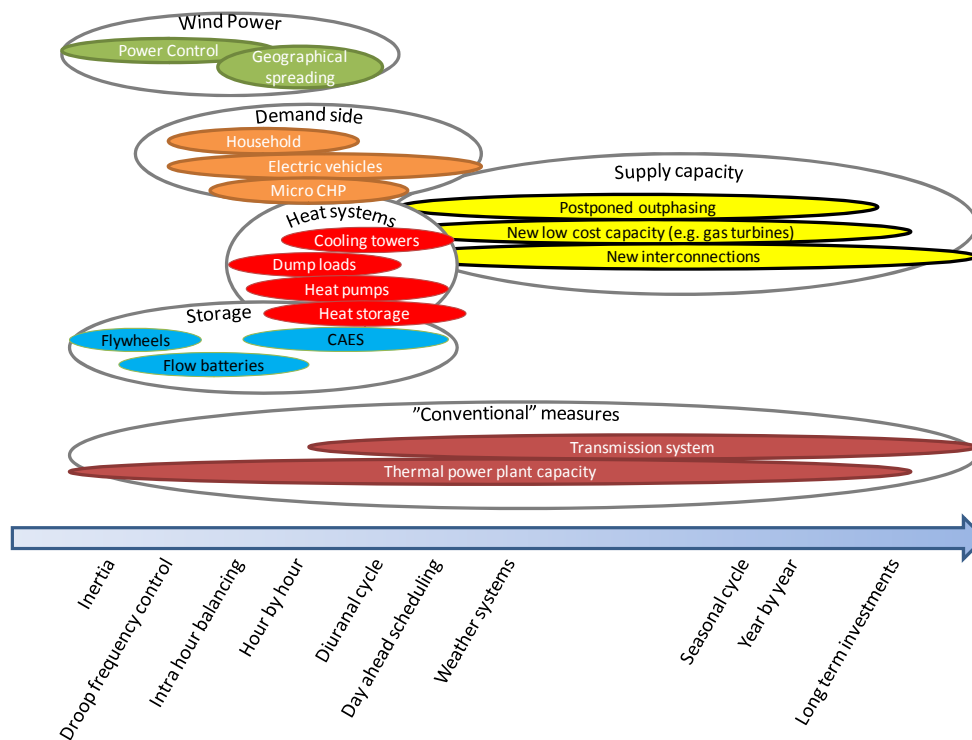 Wind Power
Power Control
Geographical
spreading
Demand side
Household
Electric vehicles
Micro CHP
Supply capacity
Postponed outphasing
New low cost capacity (e.g. gas turbines)
New interconnections
Heat systems
Cooling towers
Dump loads
Heat pumps
Heat storage
Storage
Flywheels
CAES
Flow batteries
”Conventional” measures
Transmission system
Thermal power plant capacity
Inertia
Droop frequency control
Intra hour balancing
Hour by hour
Diuranal cycle
Day ahead scheduling
Weather systems
Seasonal cycle
Year by year
Long term investments